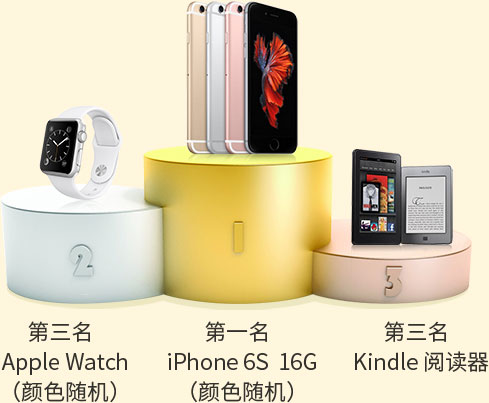 2
1
3
第三名
Apple Watch
（颜色随机）
第一名
iPhone 6S 16G
（颜色随机）
第三名
Kindle 阅读器